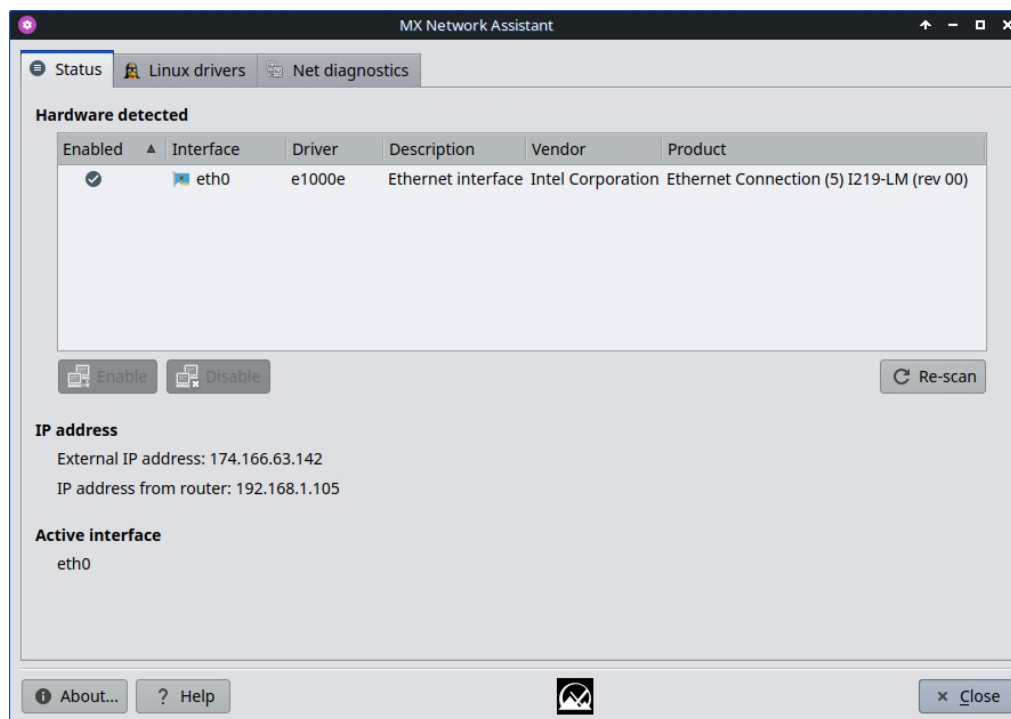 MX Network Assistant
Status Linux drivers Net diagnostics
Hardware detected
Enabled Interface Driver Description Vendor Product
eth0 e1000e Ethernet interface Intel Corporation Ethernet Connection (5) I219-LM (rev 00)
Enable Disable Re-scan
IP address
External IP address: 174.166.63.142
IP address from router: 192.168.1.105
Active interface
eth0
About... ? Help Close